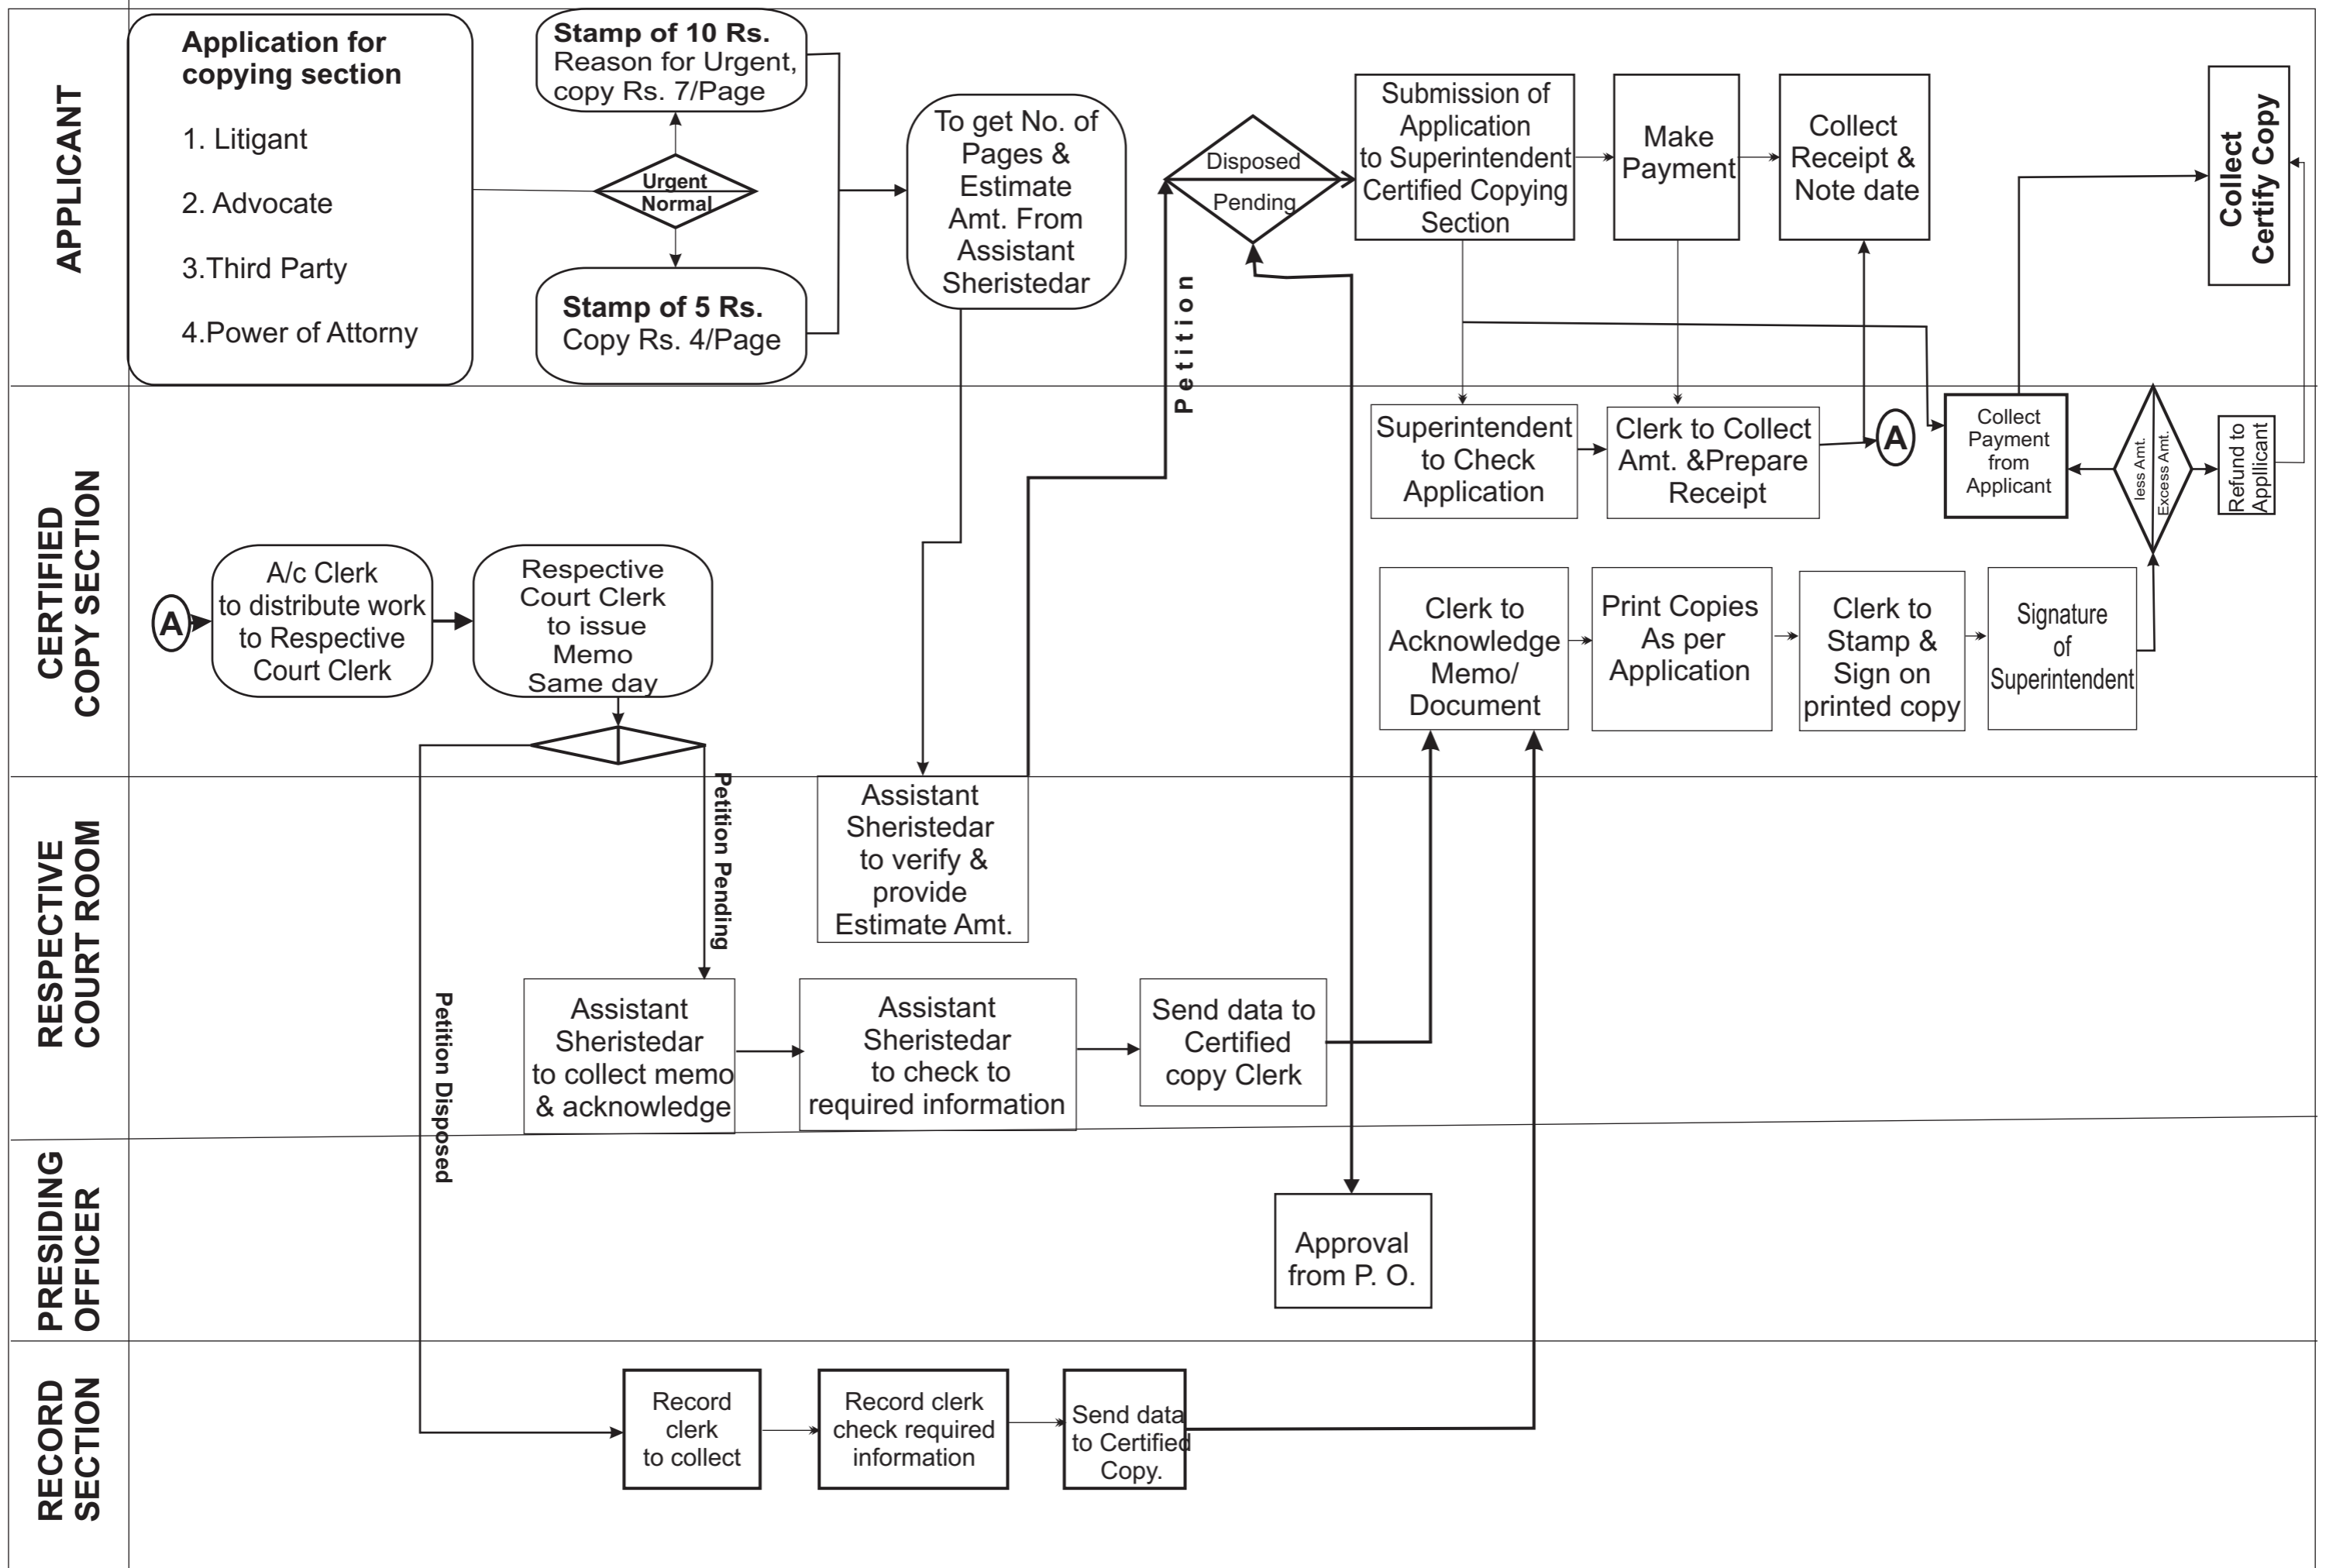 APPLICANT
Application for
copying section
1. Litigant
2. Advocate
3.Third Party
4.Power of Attorny
Stamp of 10 Rs.
Reason for Urgent,
copy Rs. 7/Page
Urgent
Normal
Stamp of 5 Rs.
Copy Rs. 4/Page
To get No. of
Pages &
Estimate
Amt. From
Assistant
Sheristedar
Petition
Disposed
Pending
Submission of
Application
to Superintendent
Certified Copying
Section
Make
Payment
Collect
Receipt &
Note date
Collect
Certify Copy
CERTIFIED
COPY SECTION
Superintendent
to Check
Application
Clerk to Collect
Amt. &Prepare
Receipt
A
Collect
Payment
from
Applicant
less Amt.
Excess Amt.
Refund to
Appllicant
A
A/c Clerk
to distribute work
to Respective
Court Clerk
Respective
Court Clerk
to issue
Memo
Same day
Clerk to
Acknowledge
Memo/
Document
Print Copies
As per
Application
Clerk to
Stamp &
Sign on
printed copy
Signature
of
Superintendent
RESPECTIVE
COURT ROOM
Petition Pending
Petition Disposed
Assistant
Sheristedar
to verify &
provide
Estimate Amt.
Assistant
Sheristedar
to collect memo
& acknowledge
Assistant
Sheristedar
to check to
required information
Send data to
Certified
copy Clerk
PRESIDING
OFFICER
Approval
from P. O.
RECORD
SECTION
Record
clerk
to collect
Record clerk
check required
information
Send data
to Certified
Copy.